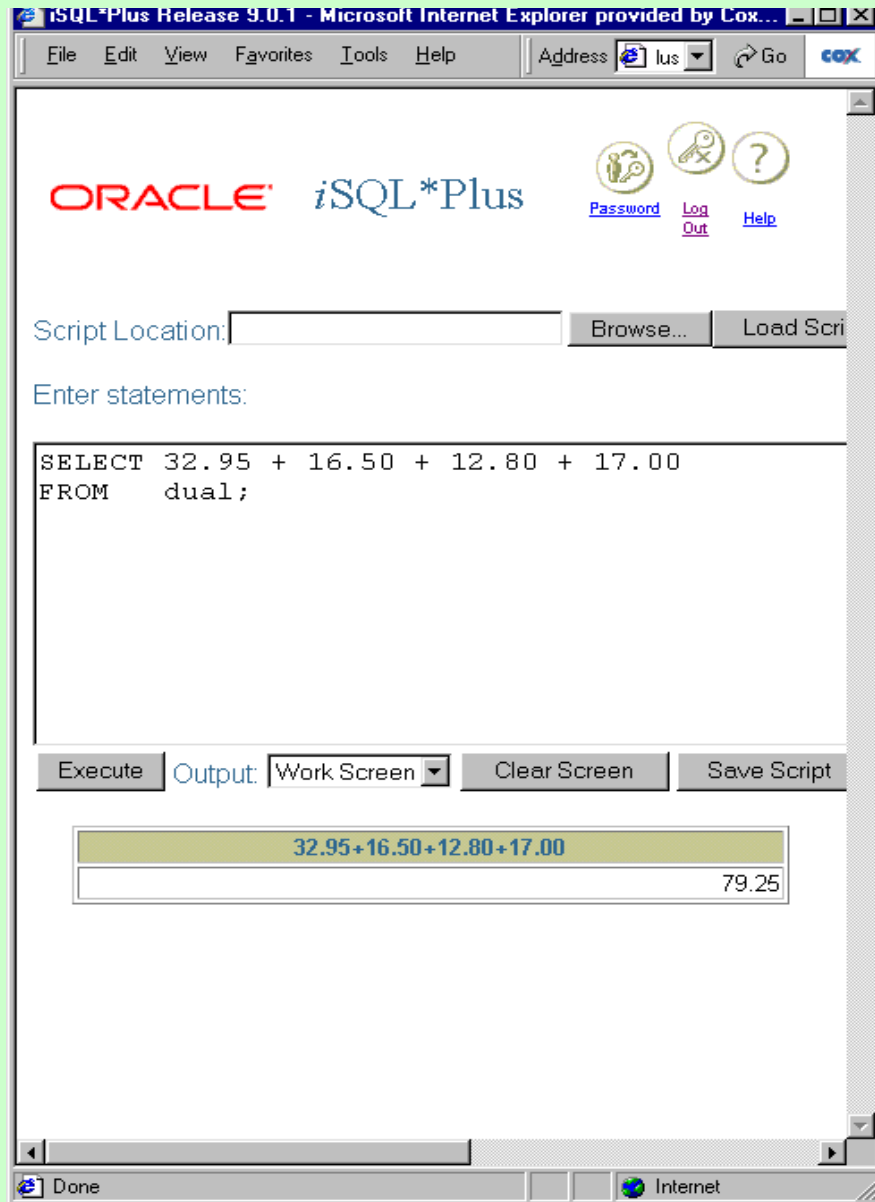 iSQL*Plus Release 9.0.1 - Microsoft Internet Explorer provided by Cox...
File Edit View Favorites Tools Help Address lus Go COX
ORACLE iSQL*Plus
Password Log Out Help
Script Location: Browse... Load Scri
Enter statements:
SELECT 32.95 + 16.50 + 12.80 + 17.00
FROM dual;
Execute Output: Work Screen Clear Screen Save Script
32.95+16.50+12.80+17.00
79.25
Done Internet